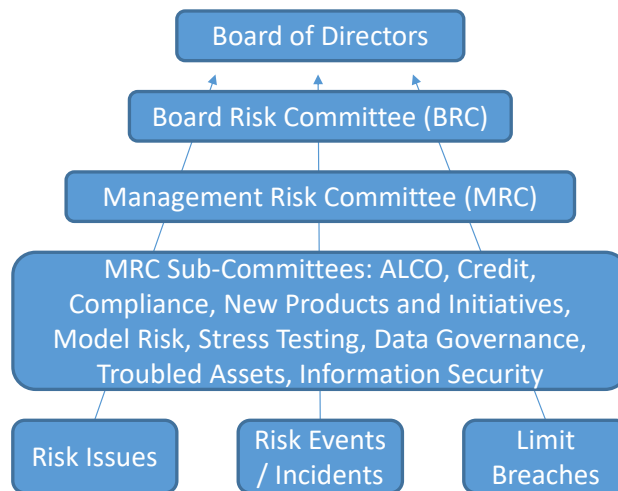 Board of Directors
Board Risk Committee (BRC)
Management Risk Committee (MRC)
MRC Sub-Committees: ALCO, Credit,
Compliance, New Products and Initiatives,
Model Risk, Stress Testing, Data Governance,
Troubled Assets, Information Security
Risk Issues
Risk Events
/ Incidents
Limit
Breaches